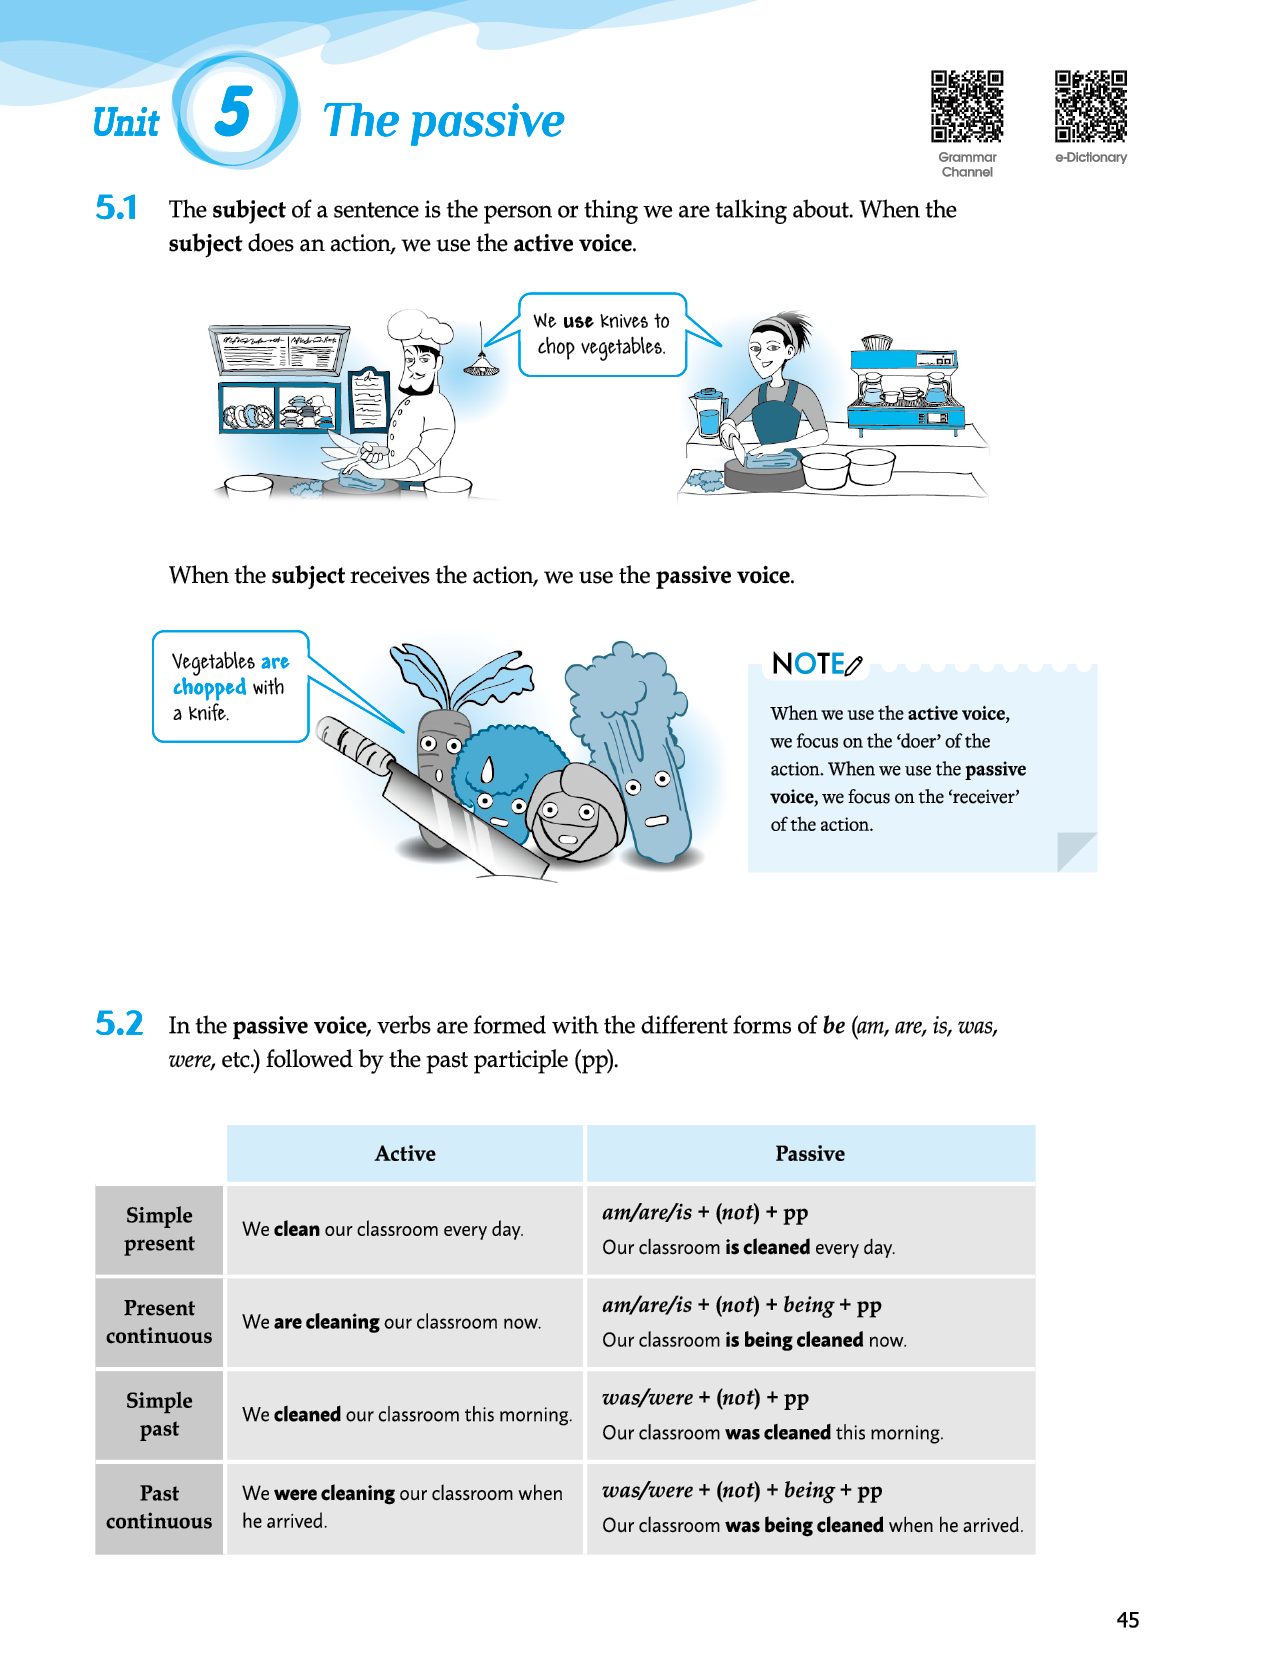 Unit 5 The passive
Grammar
Channel
e-Dictionary
5.1 The subject of a sentence is the person or thing we are talking about. When the
subject does an action, we use the active voice.
We use knives to
chop vegetables.
When the subject receives the action, we use the passive voice.
Vegetables are
chopped with
a knife.
NOTE
When we use the active voice,
we focus on the ‘doer’ of the
action. When we use the passive
voice, we focus on the ‘receiver’
of the action.
5.2 In the passive voice, verbs are formed with the different forms of be (am, are, is, was,
were, etc.) followed by the past participle (pp).
Active Passive
Simple
present
We clean our classroom every day.
am/are/is + (not) + pp
Our classroom is cleaned every day.
Present
continuous
We are cleaning our classroom now.
am/are/is + (not) + being + pp
Our classroom is being cleaned now.
Simple
past
We cleaned our classroom this morning.
was/were + (not) + pp
Our classroom was cleaned this morning.
Past
continuous
We were cleaning our classroom when
he arrived.
was/were + (not) + being + pp
Our classroom was being cleaned when he arrived.
45